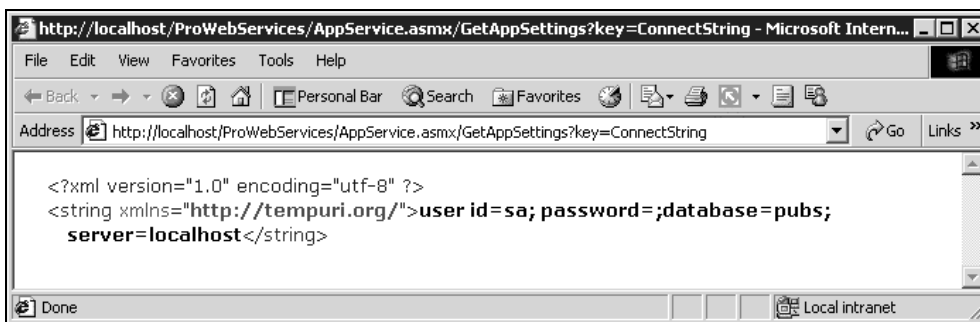 http://localhost/ProWebServices/AppService.asmx/GetAppSettings?key=ConnectString - Microsoft Intern...
File Edit View Favorites Tools Help
Back Personal Bar Search Favorites
Address http://localhost/ProWebServices/AppService.asmx/GetAppSettings?key=ConnectString Go Links »
<?xml version="1.0" encoding="utf-8" ?>
<string xmlns="http://tempuri.org/">user id=sa; password=;database=pubs;
server=localhost</string>
Done Local intranet